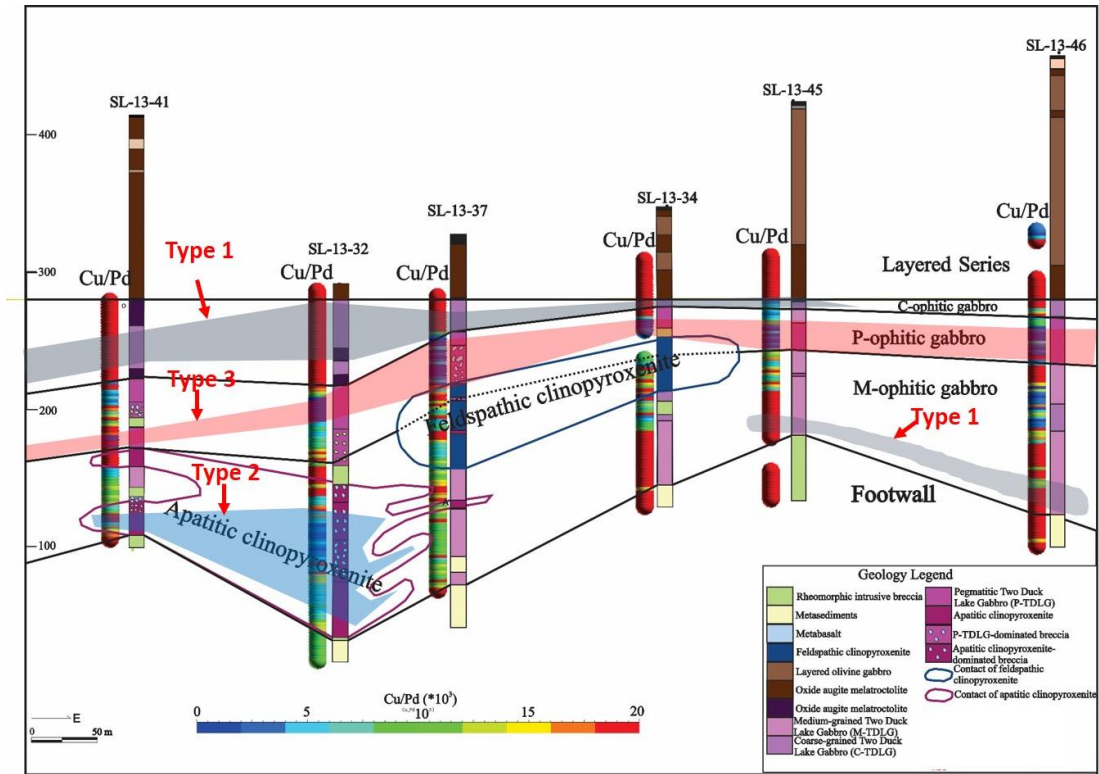 SL-13-46
SL-13-45
SL-13-41
400
SL-13-34
SL-13-37
Type 1
SL-13-32
Cu/Pd
Cu/Pd
Cu/Pd
Cu/Pd
Cu/Pd
Cu/Pd
300
Layered Series
C-ophitic gabbro
P-ophitic gabbro
Type 3
M-ophitic gabbro
200
Feldspathic clinopyroxenite
Type 1
Type 2
Footwall
Apatitic clinopyroxenite
100
Geology Legend
Rheomorphic intrusive breccia
Metasediments
Metabasalt
Feldspathic clinopyroxenite
Layered olivine gabbro
Oxide augite melatroctolite
Oxide augite melatroctolite
Medium-grained Two Duck
Lake Gabbro (M-TDLG)
Coarse-grained Two Duck
Lake Gabbro (C-TDLG)
Pegmatitic Two Duck
Lake Gabbro (P-TDLG)
Apatitic clinopyroxenite
P-TDLG-dominated breccia
Apatitic clinopyroxenite-
dominated breccia
Contact of feldspathic
clinopyroxenite
Contact of apatitic clinopyroxenite
Cu/Pd (*10³)
0 5 10³ 15 20
E
0 50 m